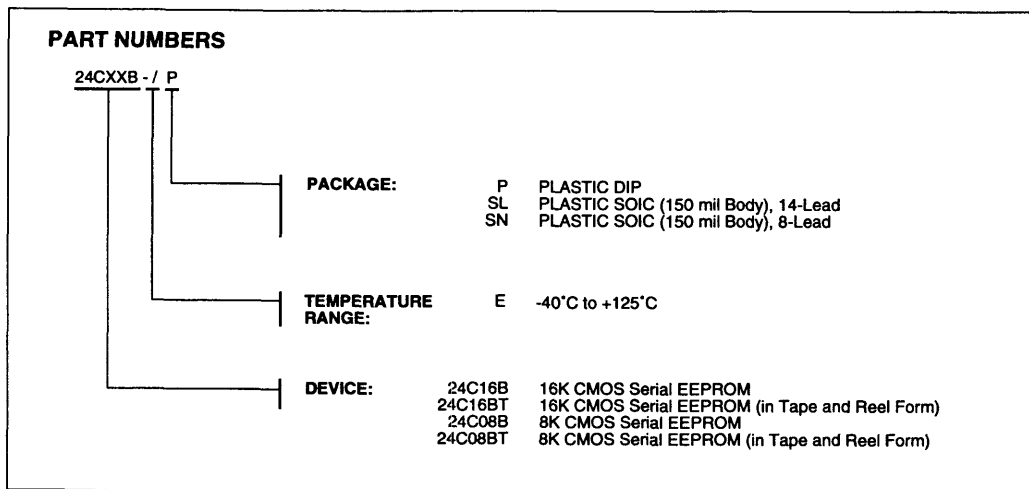 PART NUMBERS
24CXXB - / P
PACKAGE: P PLASTIC DIP
SL PLASTIC SOIC (150 mil Body), 14-Lead
SN PLASTIC SOIC (150 mil Body), 8-Lead
TEMPERATURE E -40°C to +125°C
RANGE:
DEVICE: 24C16B 16K CMOS Serial EEPROM
24C16BT 16K CMOS Serial EEPROM (in Tape and Reel Form)
24C08B 8K CMOS Serial EEPROM
24C08BT 8K CMOS Serial EEPROM (in Tape and Reel Form)